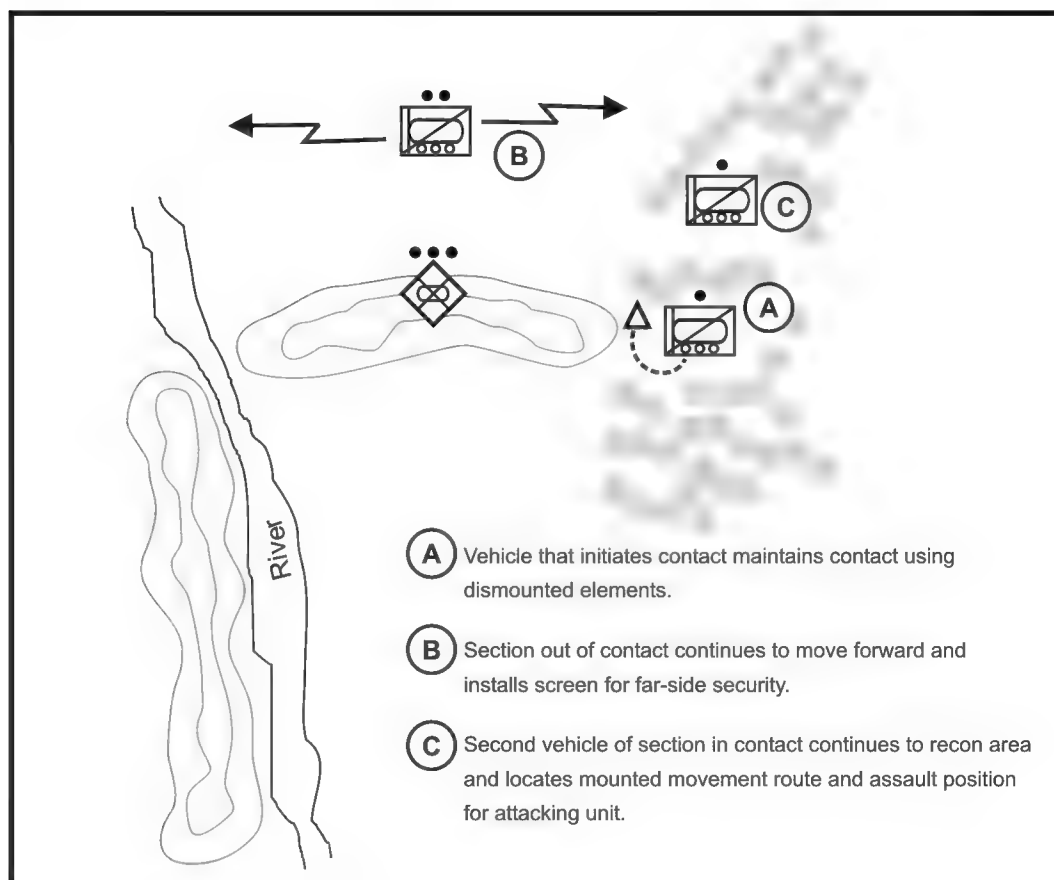 B
C
A
River
A Vehicle that initiates contact maintains contact using
dismounted elements.
B Section out of contact continues to move forward and
installs screen for far-side security.
C Second vehicle of section in contact continues to recon area
and locates mounted movement route and assault position
for attacking unit.